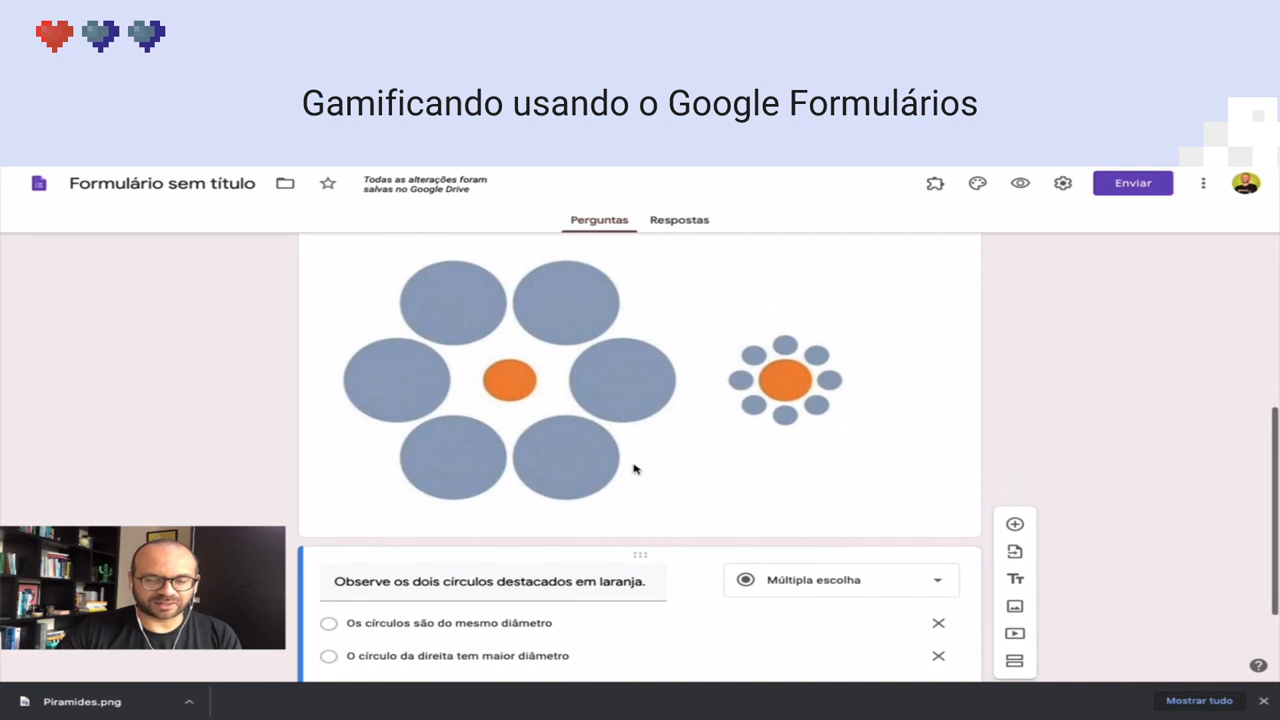 Gamificando usando o Google Formulários
Formulário sem título
Todas as alterações foram
salvas no Google Drive
Enviar
Perguntas
Respostas
Observe os dois círculos destacados em laranja.
Múltipla escolha
Os círculos são do mesmo diâmetro
O círculo da direita tem maior diâmetro
Tт
Piramides.png
Mostrar tudo